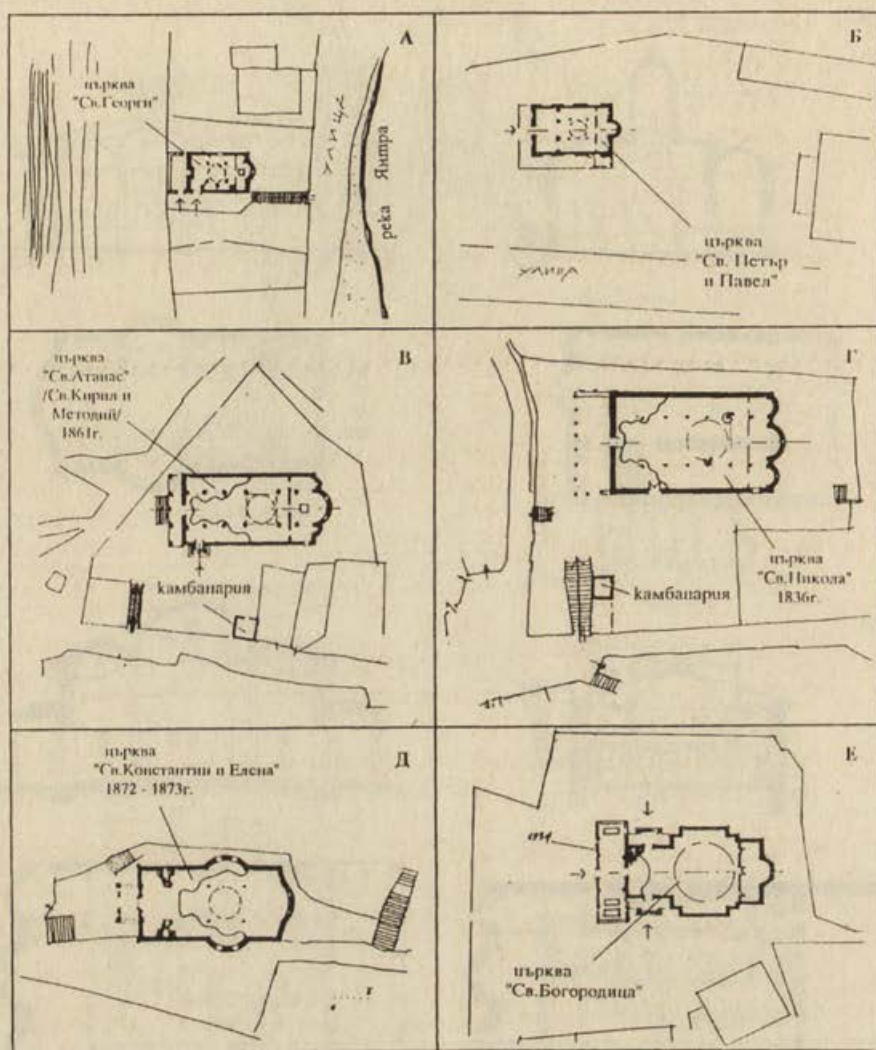 А
църква
"Св.Георги"
улица
река Янтра
Б
църква
"Св. Петър
и Павел"
улица
В
църква
"Св.Атанас"
/Св.Кирил и
Методий/
1861г.
камбанария
Г
църква
"Св.Никола"
1836г.
камбанария
Д
църква
"Св.Константин и Елена"
1872 - 1873г.
Е
църква
"Св.Богородица"